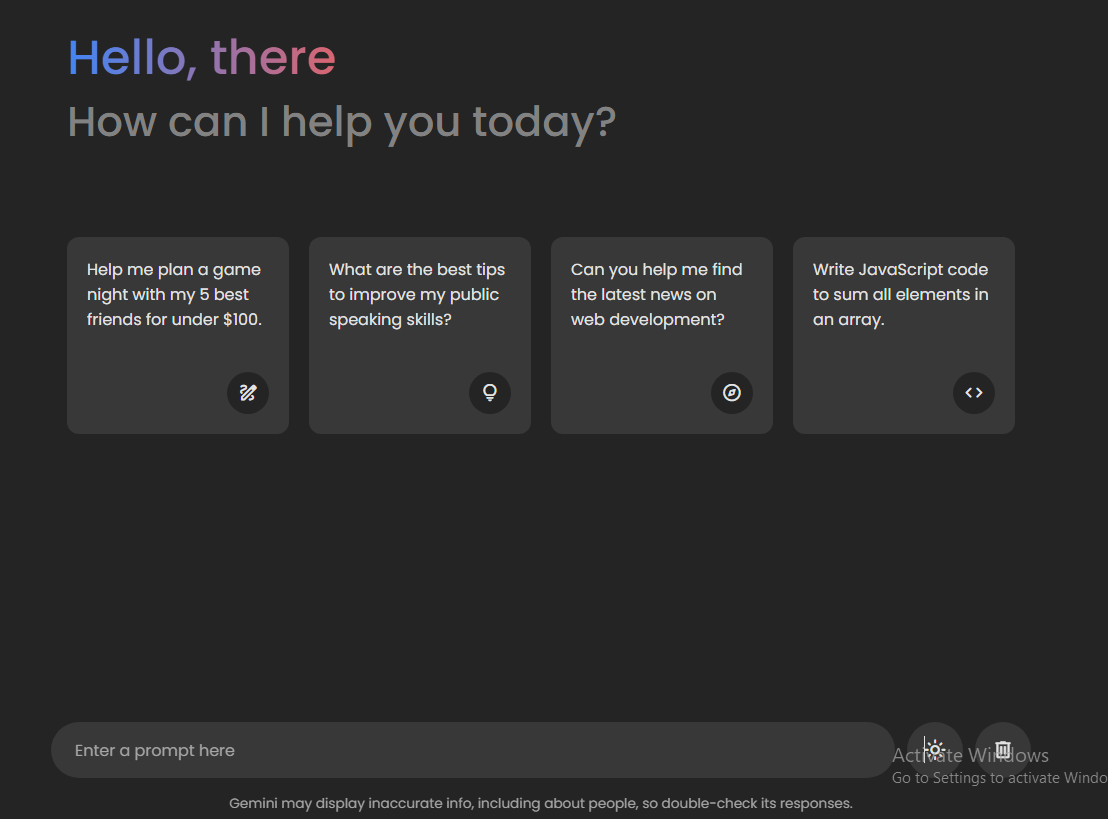 Hello, there
How can I help you today?
Help me plan a game
night with my 5 best
friends for under $100.
What are the best tips
to improve my public
speaking skills?
Can you help me find
the latest news on
web development?
Write JavaScript code
to sum all elements in
an array.
Enter a prompt here
Activate Windows
Go to Settings to activate Windo
Gemini may display inaccurate info, including about people, so double-check its responses.